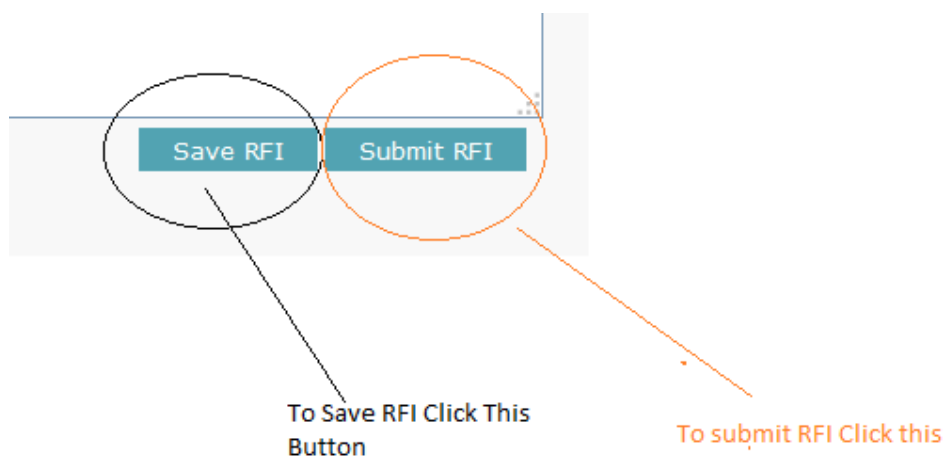 Save RFI
Submit RFI
To Save RFI Click This
Button
To submit RFI Click this